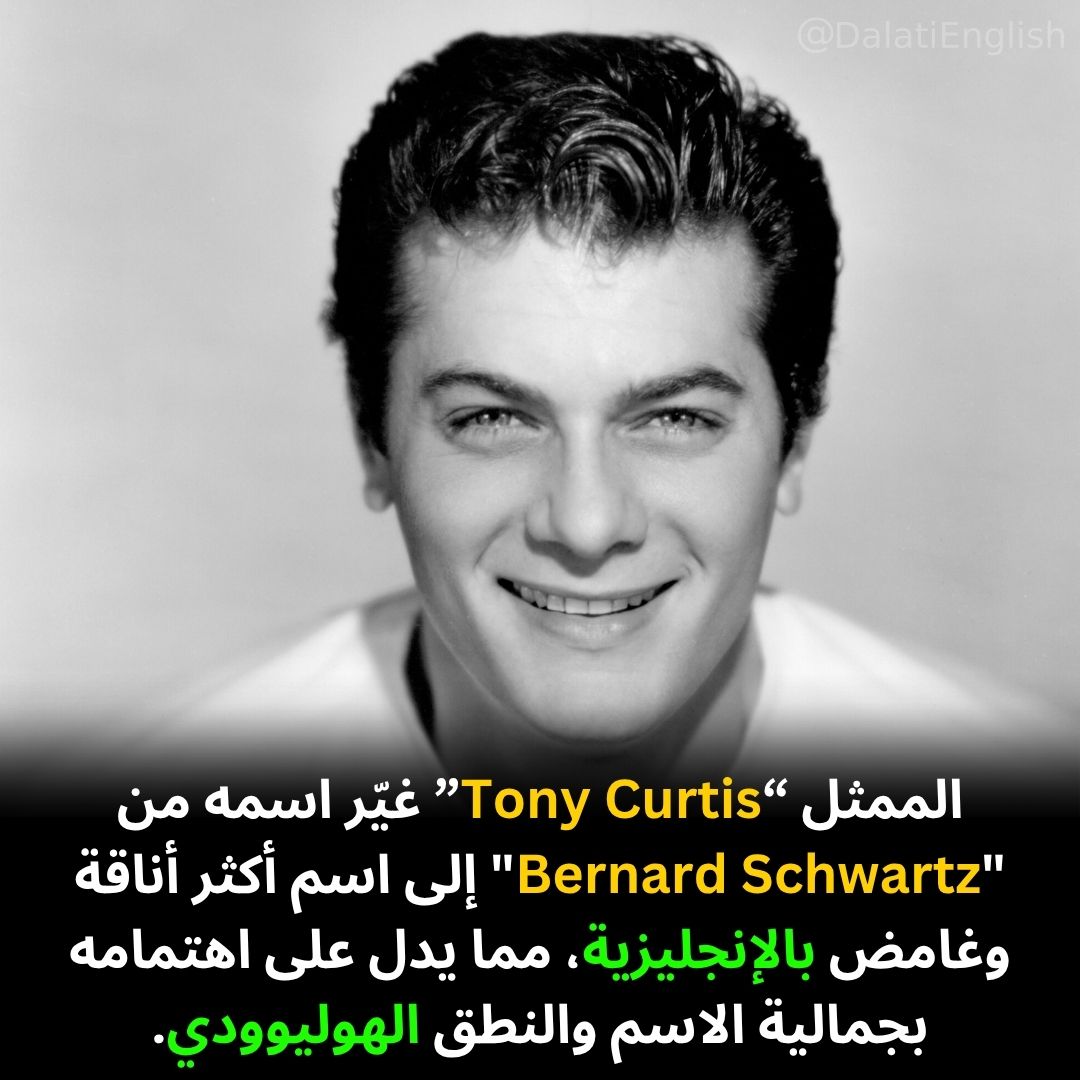 @DalatiEnglish
الممثل “Tony Curtis” غيّر اسمه من
"Bernard Schwartz" إلى اسم أكثر أناقة
وغامض بالإنجليزية، مما يدل على اهتمامه
بجمالية الاسم والنطق الهوليوودي.